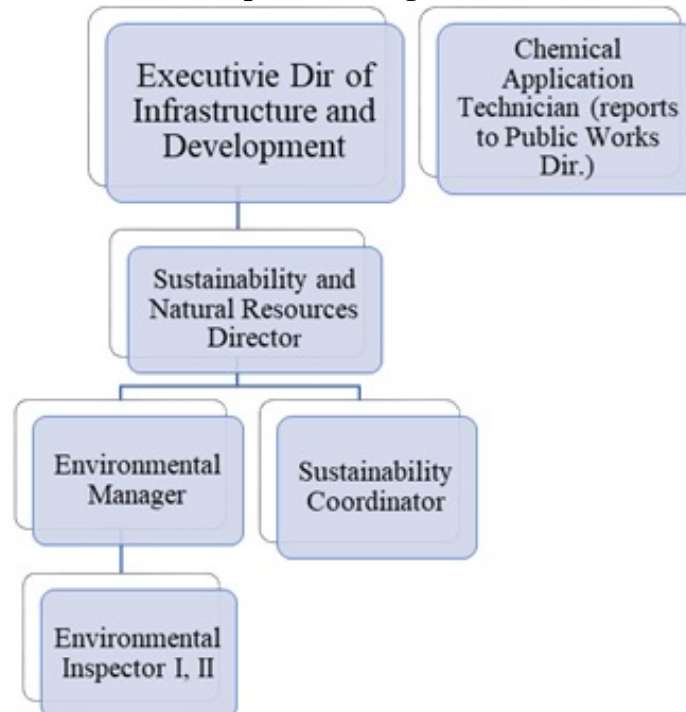 Executivie Dir of
Infrastructure and
Development
Chemical
Application
Technician (reports
to Public Works
Dir.)
Sustainability and
Natural Resources
Director
Environmental
Manager
Sustainability
Coordinator
Environmental
Inspector I, II